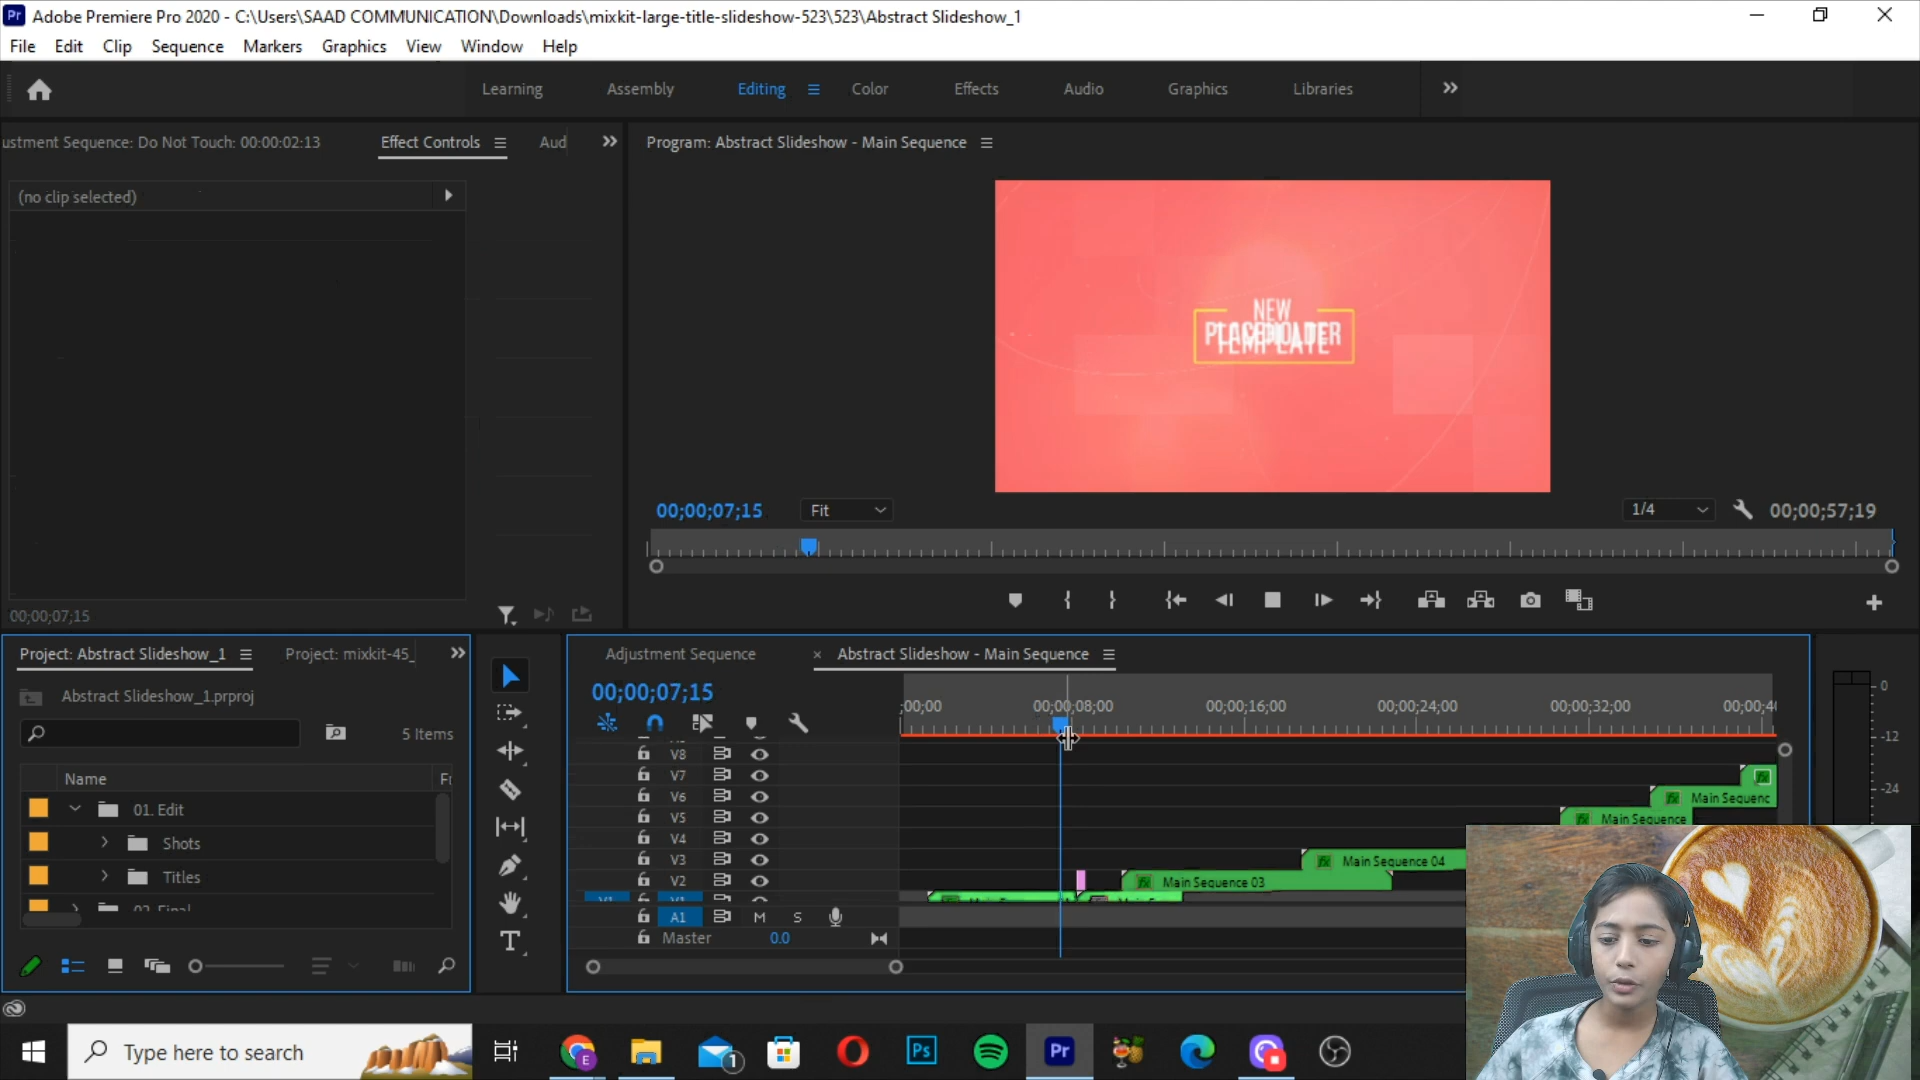 Adobe Premiere Pro 2020 - C:\Users\SAAD COMMUNICATION\Downloads\mixkit-large-title-slideshow-523\523\Abstract Slideshow_1
File Edit Clip Sequence Markers Graphics View Window Help
Learning Assembly Editing Color Effects Audio Graphics Libraries
ustment Sequence: Do Not Touch: 00:00:02:13 Effect Controls Aud
Program: Abstract Slideshow - Main Sequence
(no clip selected)
NEW
PLACEHOLDER
TEMPLATE
00;00;07;15 Fit 1/4 00;00;57;19
00;00;07;15
Project: Abstract Slideshow_1 Project: mixkit-45_
Adjustment Sequence × Abstract Slideshow - Main Sequence
Abstract Slideshow_1.prproj
00;00;07;15
5 Items
;00;00 00;00;08;00 00;00;16;00 00;00;24;00 00;00;32;00 00;00;4(
Name
01. Edit
Shots
Titles
V8
V7
V6 Main Sequenc
V5 Main Sequence
V4
V3 Main Sequence 04
V2 Main Sequence 03
V1
A1 M S
Master 0.0
0
-12
-24
Type here to search
1